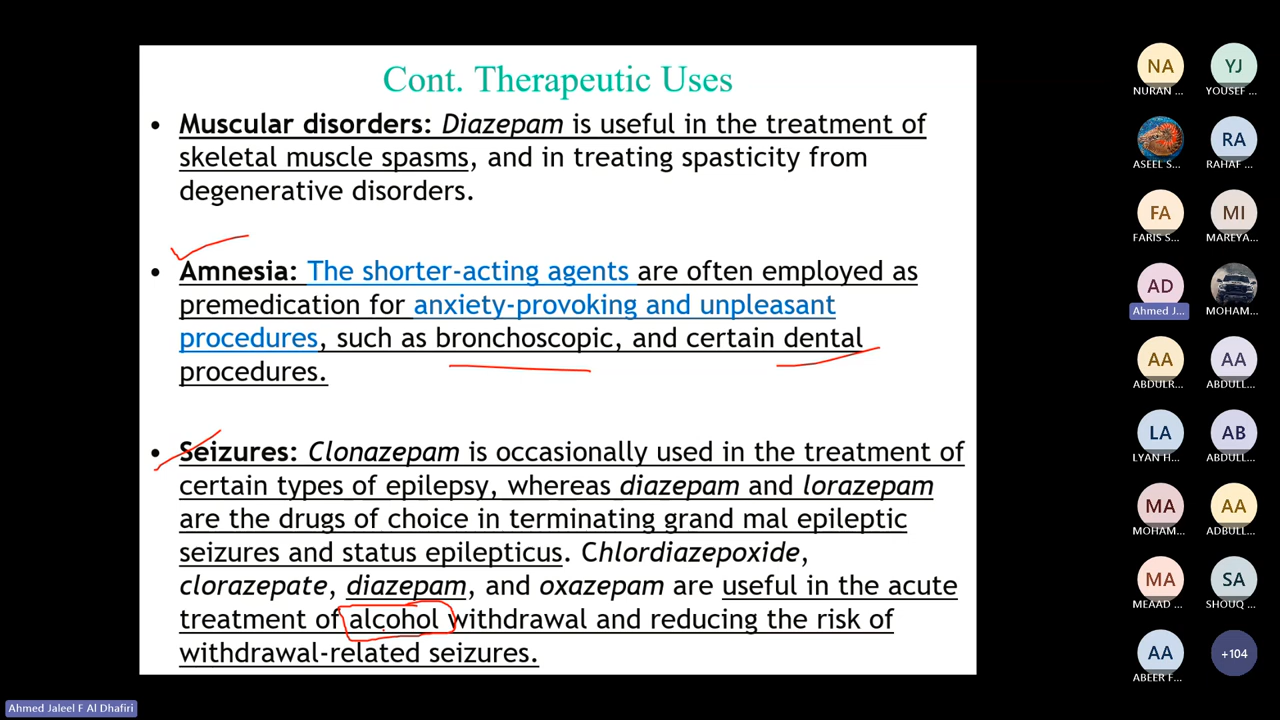 Cont. Therapeutic Uses
• Muscular disorders: Diazepam is useful in the treatment of
skeletal muscle spasms, and in treating spasticity from
degenerative disorders.
• Amnesia: The shorter-acting agents are often employed as
premedication for anxiety-provoking and unpleasant
procedures, such as bronchoscopic, and certain dental
procedures.
• Seizures: Clonazepam is occasionally used in the treatment of
certain types of epilepsy, whereas diazepam and lorazepam
are the drugs of choice in terminating grand mal epileptic
seizures and status epilepticus. Chlordiazepoxide,
clorazepate, diazepam, and oxazepam are useful in the acute
treatment of alcohol withdrawal and reducing the risk of
withdrawal-related seizures.
NA YJ
NURAN ... YOUSEF ...
RA
ASEEL S... RAHAF ...
FA MI
FARIS S... MAREYA...
AD
Ahmed J... MOHAM...
AA AA
ABDULR... ABDULL...
LA AB
LYAN H... ABDULL...
MA AA
MOHAM... ADBULL...
MA SA
MEAAD ... SHOUQ ...
AA +104
ABEER F...
Ahmed Jaleel F Al Dhafiri